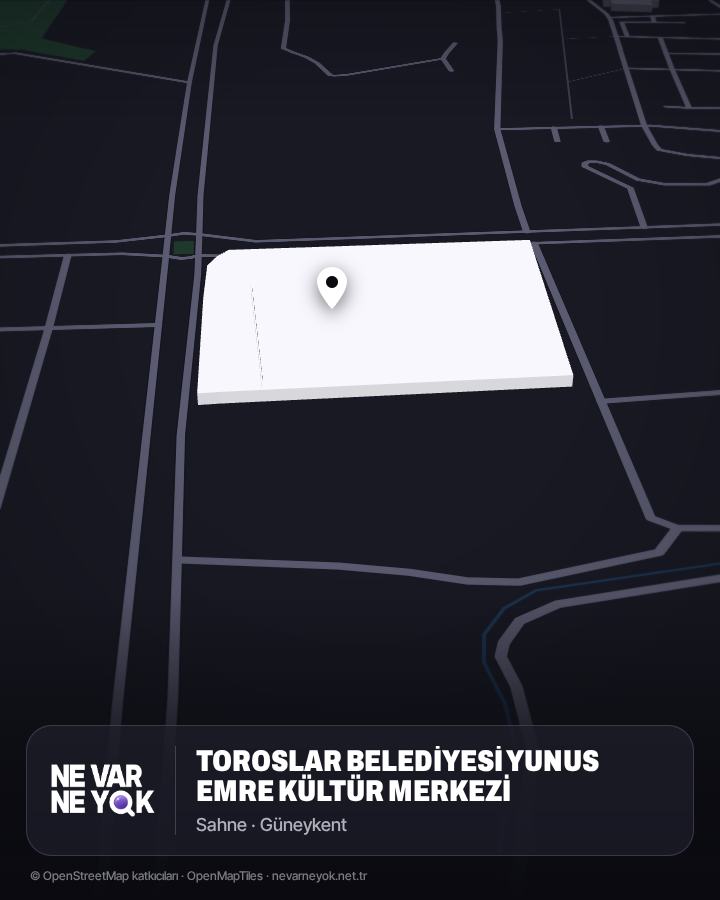 NE VAR
NE YOK
TOROSLAR BELEDİYESİ YUNUS
EMRE KÜLTÜR MERKEZİ
Sahne · Güneykent
© OpenStreetMap katkıcıları · OpenMapTiles · nevarneyok.net.tr